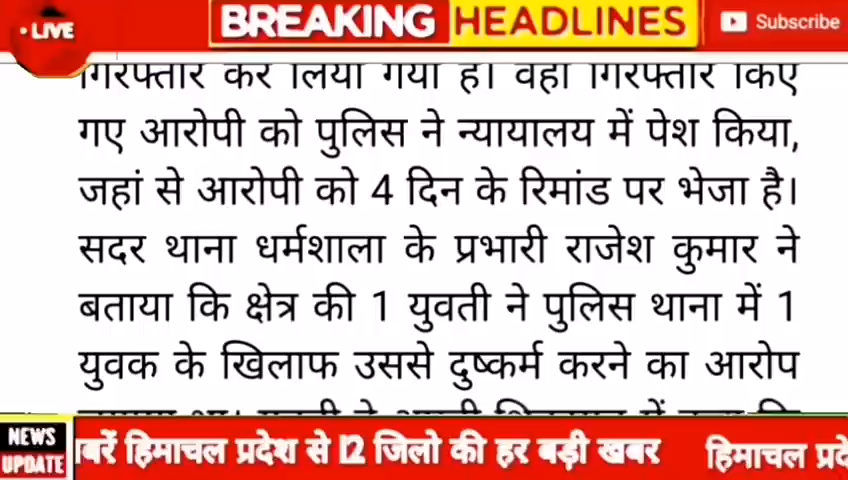 LIVE
BREAKING HEADLINES
Subscribe
गिरफ्तार कर लिया गया है। वहीं गिरफ्तार किए
गए आरोपी को पुलिस ने न्यायालय में पेश किया,
जहां से आरोपी को 4 दिन के रिमांड पर भेजा है।
सदर थाना धर्मशाला के प्रभारी राजेश कुमार ने
बताया कि क्षेत्र की 1 युवती ने पुलिस थाना में 1
युवक के खिलाफ उससे दुष्कर्म करने का आरोप
NEWS
UPDATE
हिमाचल प्रदेश से 12 जिलो की हर बड़ी खबर
हिमाचल